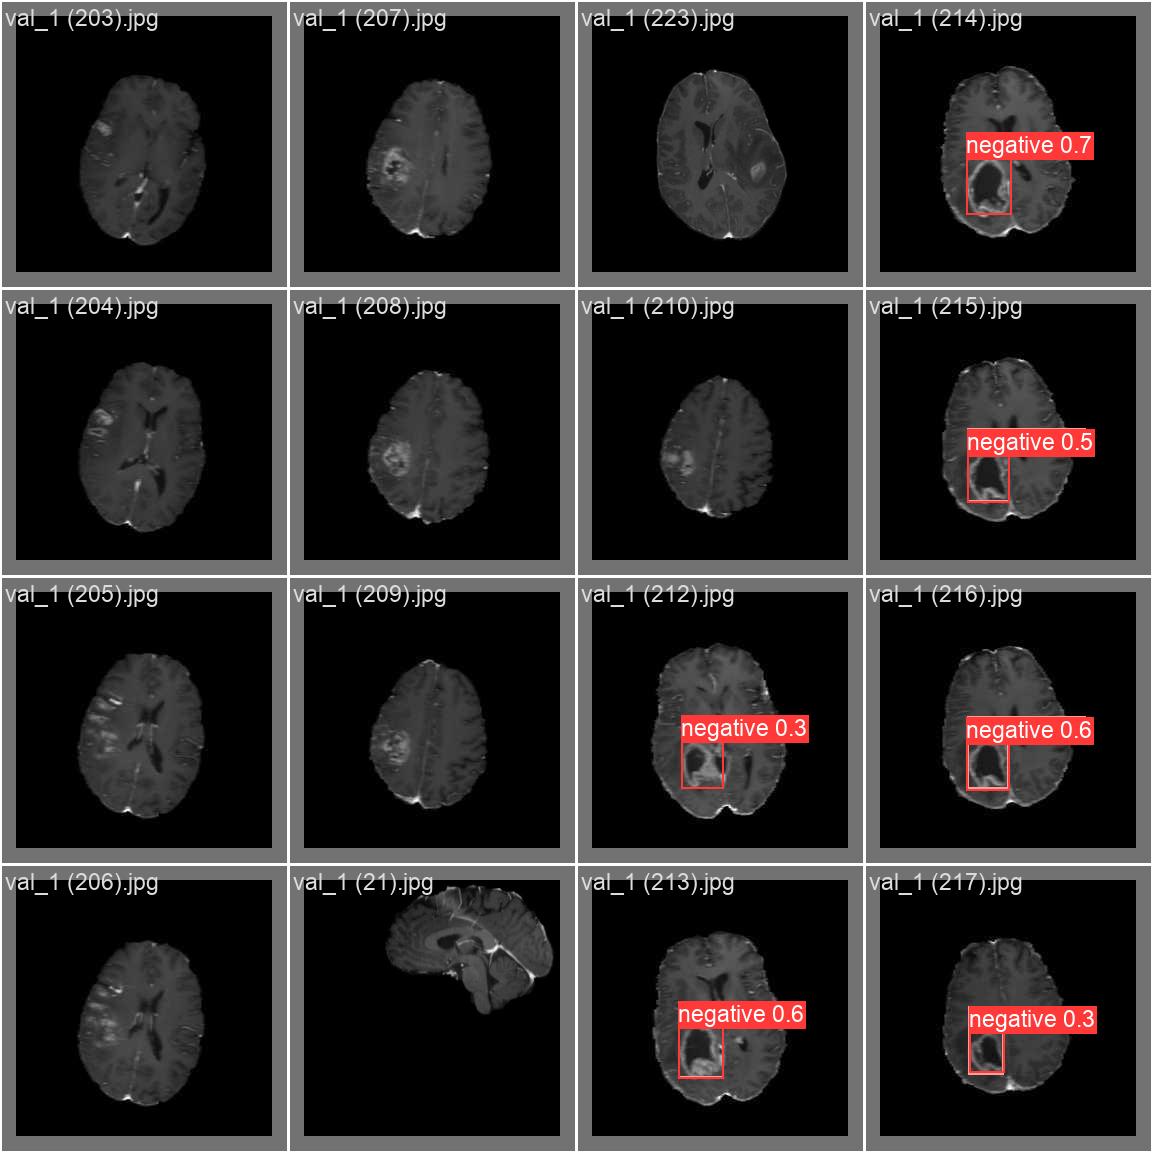 val_1 (203).jpg
val_1 (207).jpg
val_1 (223).jpg
val_1 (214).jpg
negative 0.7
val_1 (204).jpg
val_1 (208).jpg
val_1 (210).jpg
val_1 (215).jpg
negative 0.5
val_1 (205).jpg
val_1 (209).jpg
val_1 (212).jpg
val_1 (216).jpg
negative 0.3
negative 0.6
val_1 (206).jpg
val_1 (21).jpg
val_1 (213).jpg
val_1 (217).jpg
negative 0.6
negative 0.3